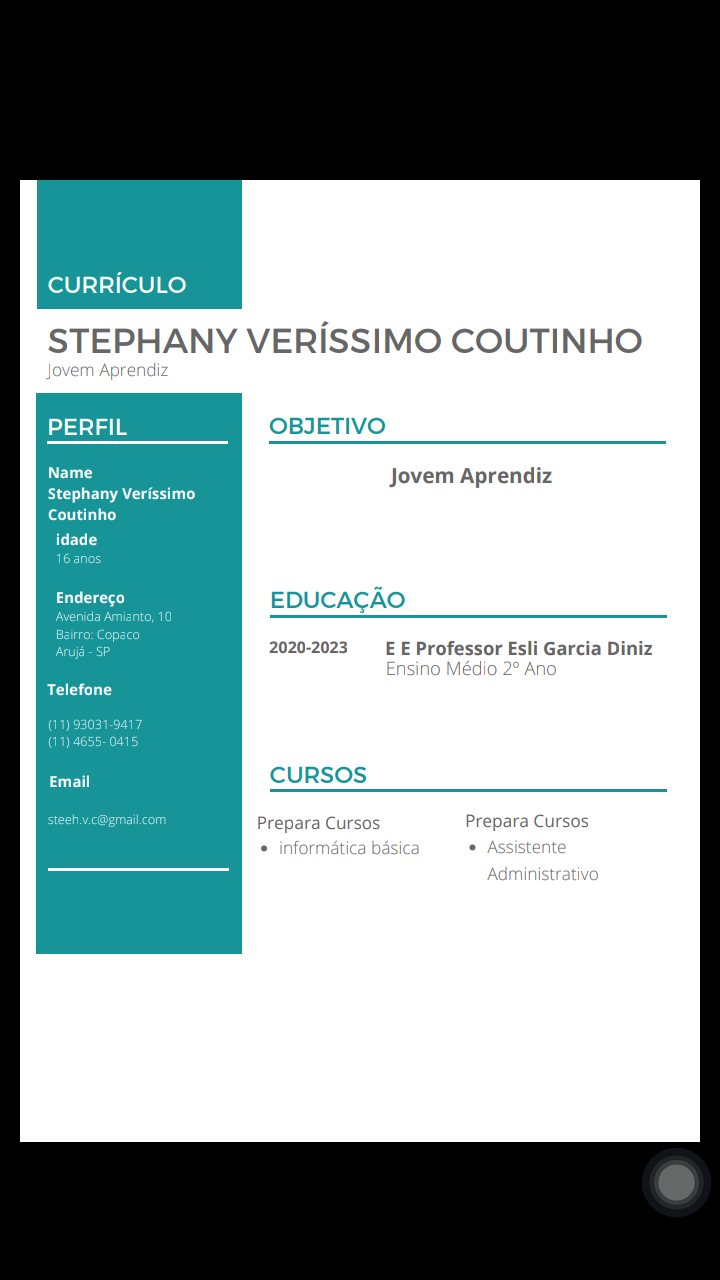 CURRÍCULO
STEPHANY VERÍSSIMO COUTINHO
Jovem Aprendiz
PERFIL
Name
Stephany Veríssimo
Coutinho
idade
16 anos
Endereço
Avenida Amianto, 10
Bairro: Copaco
Arujá - SP
Telefone
(11) 93031-9417
(11) 4655- 0415
Email
steeh.v.c@gmail.com
OBJETIVO
Jovem Aprendiz
EDUCAÇÃO
2020-2023 E E Professor Esli Garcia Diniz
Ensino Médio 2º Ano
CURSOS
Prepara Cursos
• informática básica
Prepara Cursos
• Assistente
Administrativo